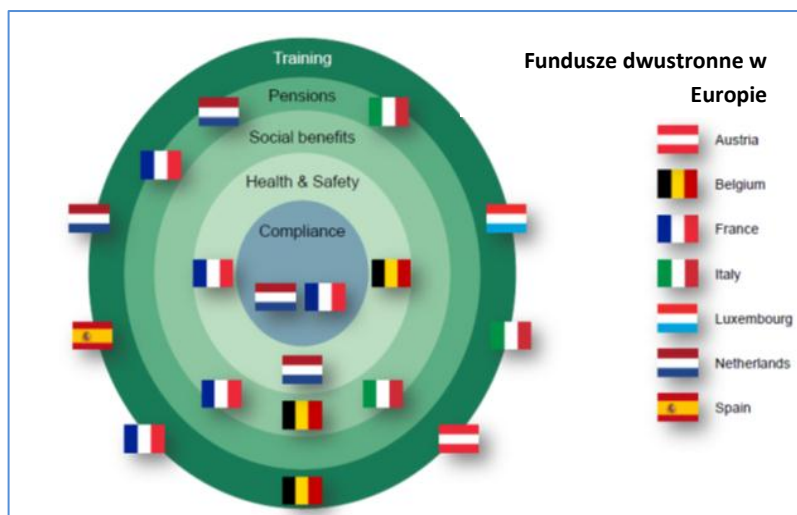 Fundusze dwustronne w
Europie
Training
Pensions
Social benefits
Health & Safety
Compliance
Austria
Belgium
France
Italy
Luxembourg
Netherlands
Spain